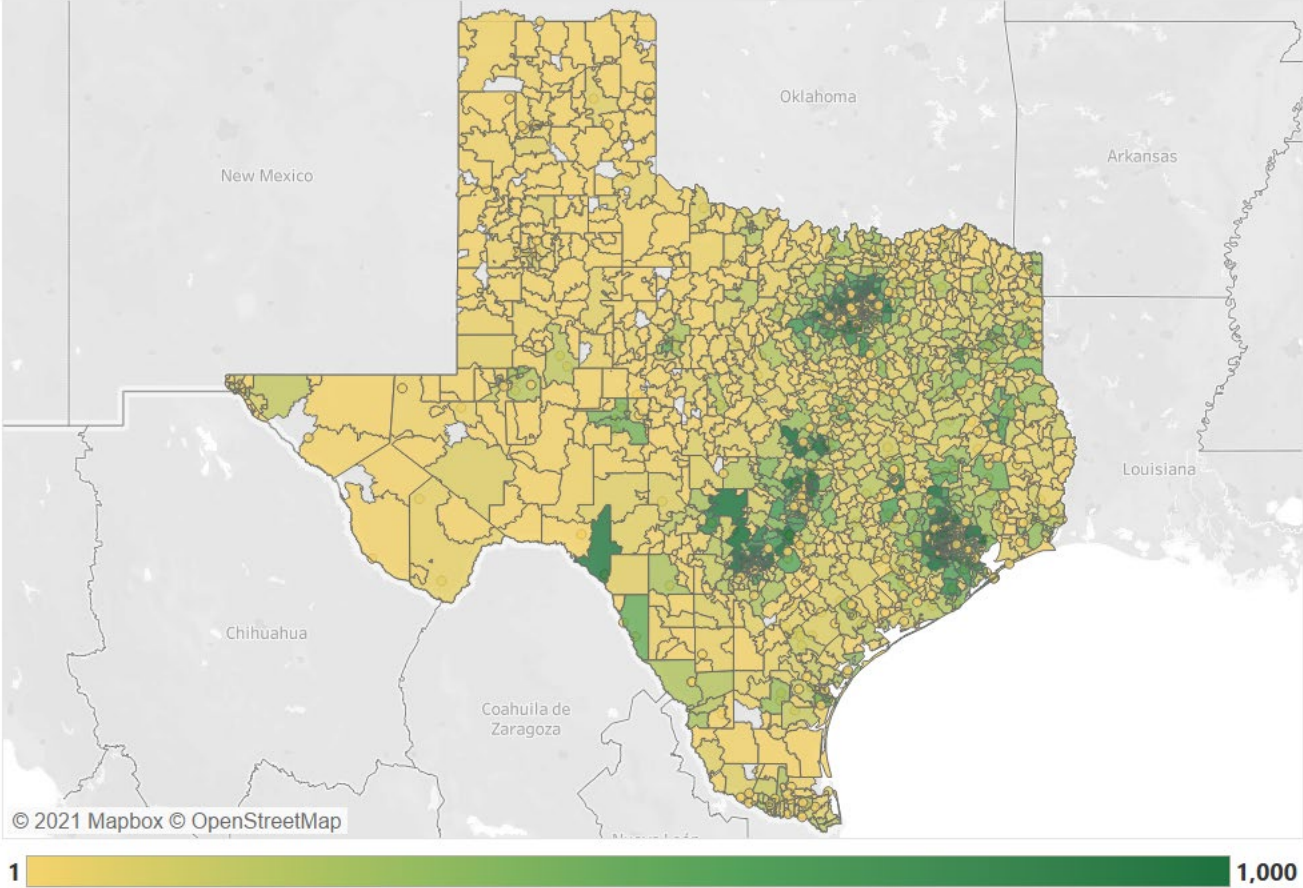 Oklahoma
Arkansas
New Mexico
Louisiana
Chihuahua
Coahuila de
Zaragoza
© 2021 Mapbox © OpenStreetMap
1
1,000